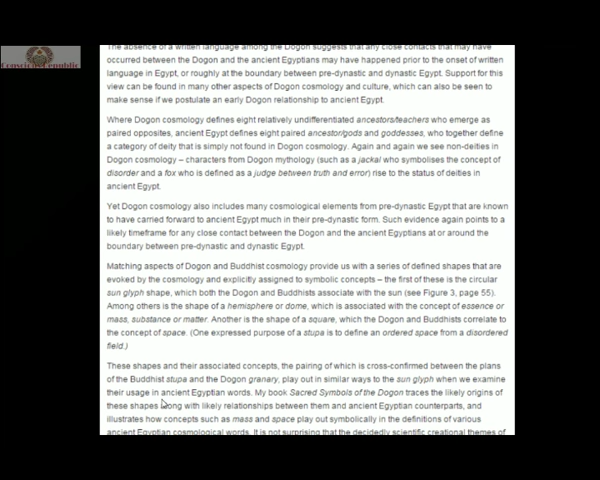 Conscious Republic
The absence of a written language among the Dogon suggests that any close contacts that may have
occurred between the Dogon and the ancient Egyptians may have happened prior to the onset of written
language in Egypt, or roughly at the boundary between pre-dynastic and dynastic Egypt. Support for this
view can be found in many other aspects of Dogon cosmology and culture, which can also be seen to
make sense if we postulate an early Dogon relationship to ancient Egypt.
Where Dogon cosmology defines eight relatively undifferentiated ancestors/teachers who emerge as
paired opposites, ancient Egypt defines eight paired ancestor/gods and goddesses, who together define
a category of deity that is simply not found in Dogon cosmology. Again and again we see non-deities in
Dogon cosmology – characters from Dogon mythology (such as a jackal who symbolises the concept of
disorder and a fox who is defined as a judge between truth and error) rise to the status of deities in
ancient Egypt.
Yet Dogon cosmology also includes many cosmological elements from pre-dynastic Egypt that are known
to have carried forward to ancient Egypt much in their pre-dynastic form. Such evidence again points to a
likely timeframe for any close contact between the Dogon and the ancient Egyptians at or around the
boundary between pre-dynastic and dynastic Egypt.
Matching aspects of Dogon and Buddhist cosmology provide us with a series of defined shapes that are
evoked by the cosmology and explicitly assigned to symbolic concepts – the first of these is the circular
sun glyph shape, which both the Dogon and Buddhists associate with the sun (see Figure 3, page 55).
Among others is the shape of a hemisphere or dome, which is associated with the concept of essence or
mass, substance or matter. Another is the shape of a square, which the Dogon and Buddhists correlate to
the concept of space. (One expressed purpose of a stupa is to define an ordered space from a disordered
field.)
These shapes and their associated concepts, the pairing of which is cross-confirmed between the plans
of the Buddhist stupa and the Dogon granary, play out in similar ways to the sun glyph when we examine
their usage in ancient Egyptian words. My book Sacred Symbols of the Dogon traces the likely origins of
these shapes along with likely relationships between them and ancient Egyptian counterparts, and
illustrates how concepts such as mass and space play out symbolically in the definitions of various
ancient Egyptian cosmological words. It is not surprising that the decidedly scientific creational themes of